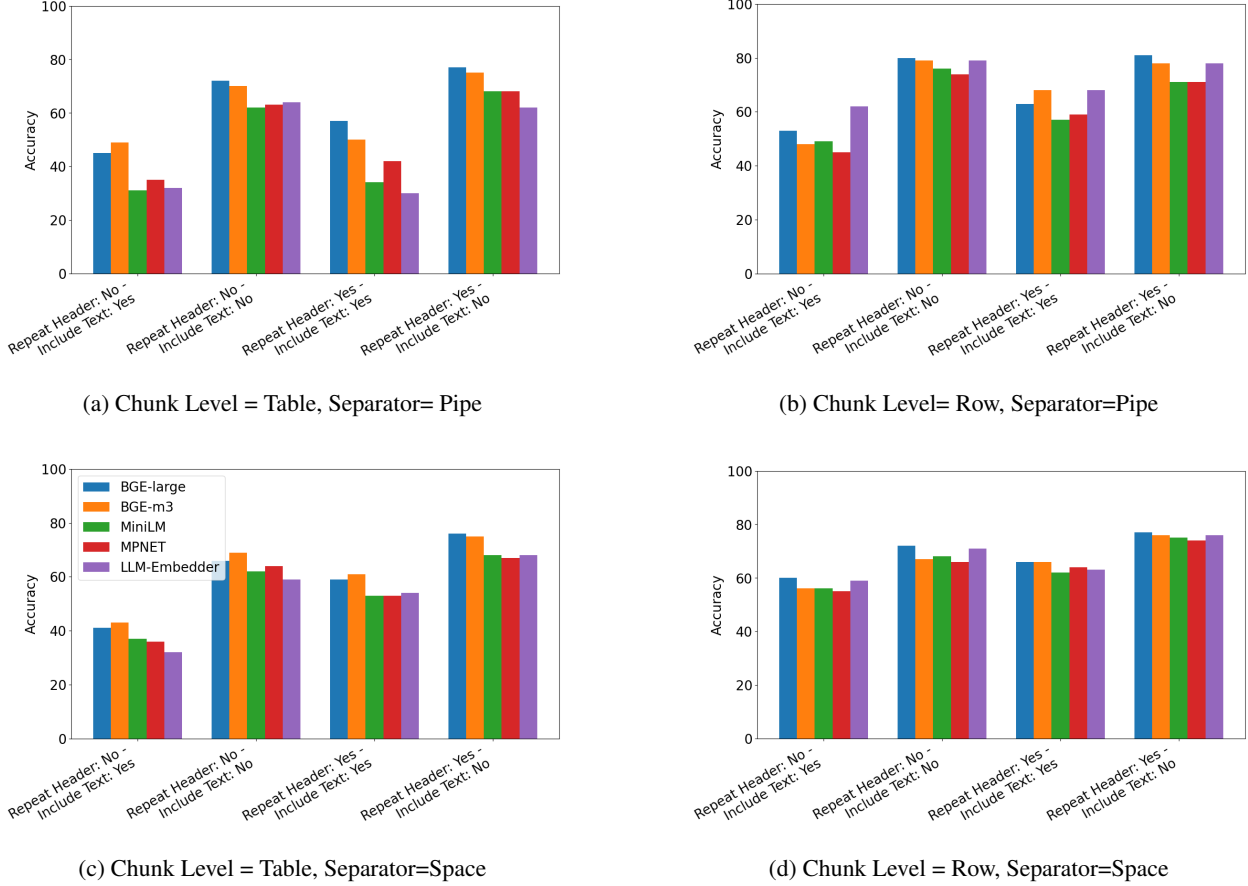 100
80
60
40
20
0
Accuracy
Repeat Header: No -
Include Text: Yes
Repeat Header: No -
Include Text: No
Repeat Header: Yes -
Include Text: Yes
Repeat Header: Yes -
Include Text: No
(a) Chunk Level = Table, Separator= Pipe
100
80
60
40
20
0
Accuracy
Repeat Header: No -
Include Text: Yes
Repeat Header: No -
Include Text: No
Repeat Header: Yes -
Include Text: Yes
Repeat Header: Yes -
Include Text: No
(b) Chunk Level= Row, Separator=Pipe
100
80
60
40
20
0
Accuracy
BGE-large
BGE-m3
MiniLM
MPNET
LLM-Embedder
Repeat Header: No -
Include Text: Yes
Repeat Header: No -
Include Text: No
Repeat Header: Yes -
Include Text: Yes
Repeat Header: Yes -
Include Text: No
(c) Chunk Level = Table, Separator=Space
100
80
60
40
20
0
Accuracy
Repeat Header: No -
Include Text: Yes
Repeat Header: No -
Include Text: No
Repeat Header: Yes -
Include Text: Yes
Repeat Header: Yes -
Include Text: No
(d) Chunk Level = Row, Separator=Space